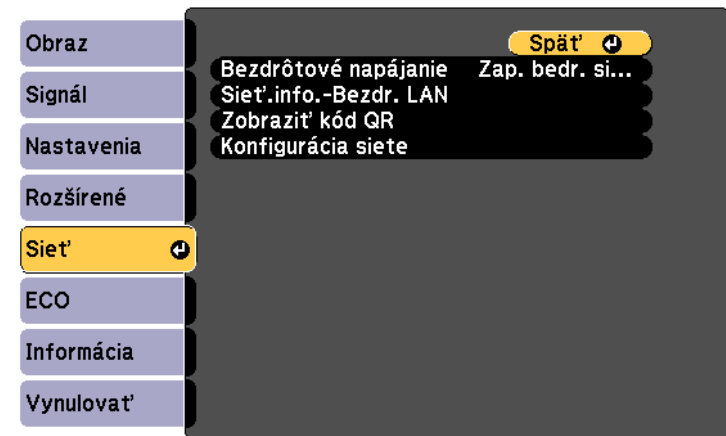 Obraz
Signál
Nastavenia
Rozšírené
Sieť
ECO
Informácia
Vynulovať
Späť
Bezdrôtové napájanie Zap. bedr. si...
Sieť.info.-Bezdr. LAN
Zobraziť kód QR
Konfigurácia siete